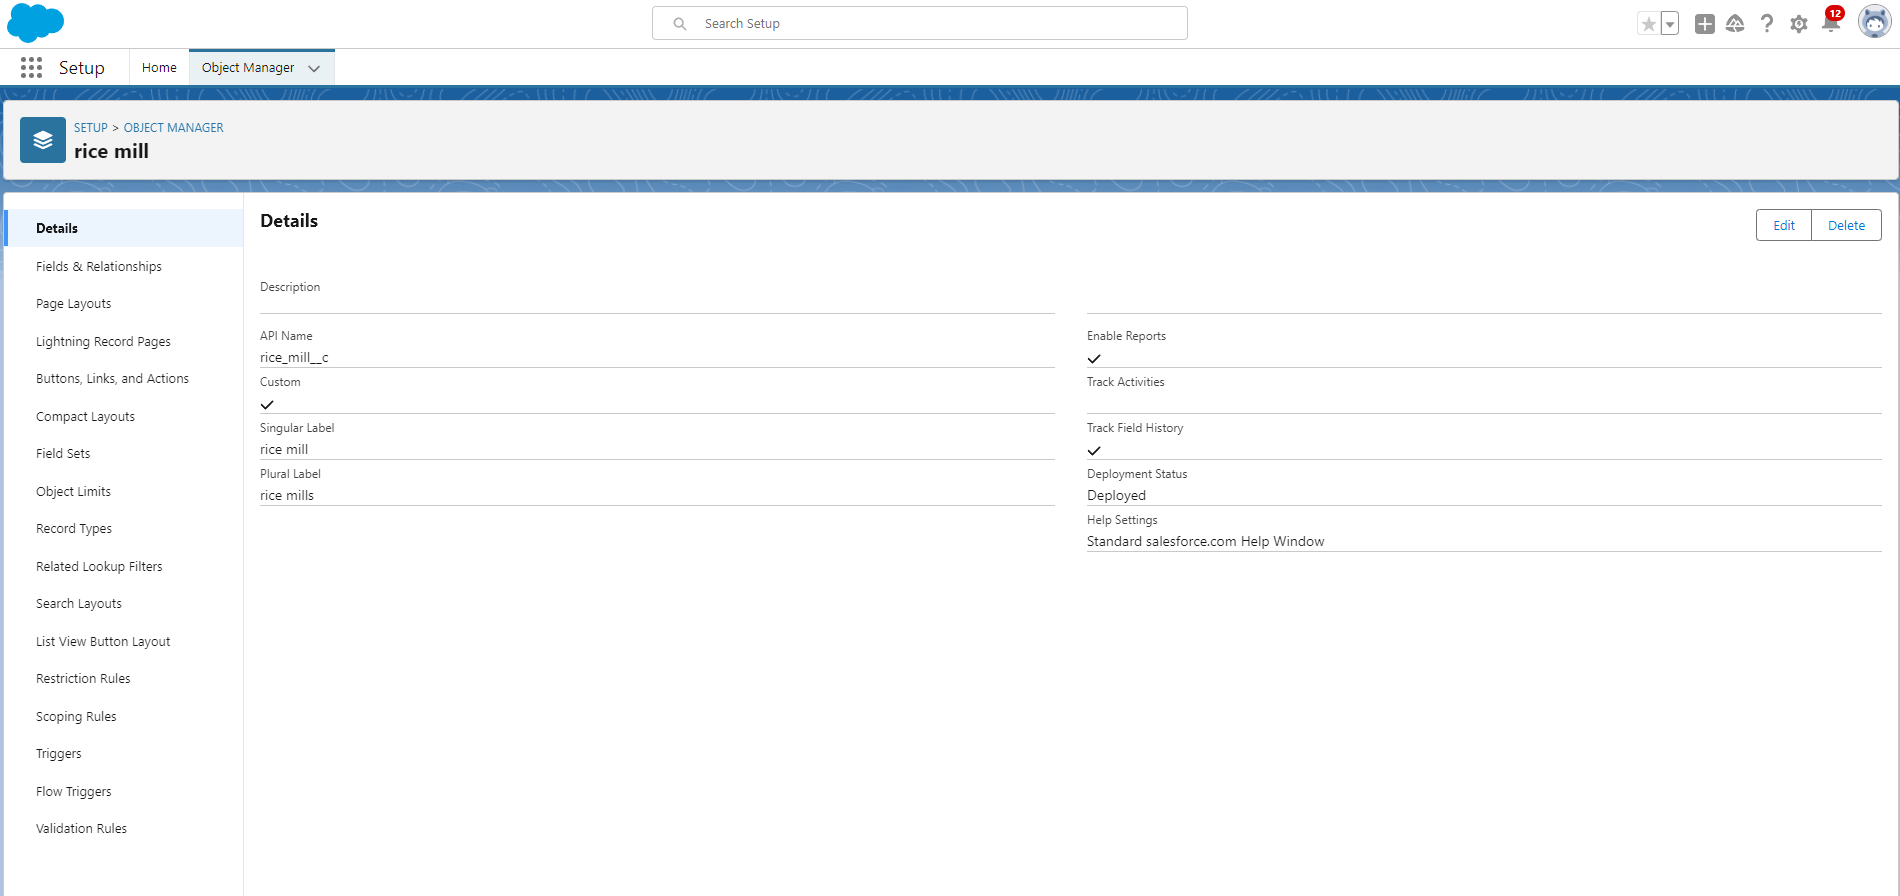 Search Setup
12
Setup
Home
Object Manager
SETUP > OBJECT MANAGER
rice mill
Details
Fields & Relationships
Page Layouts
Lightning Record Pages
Buttons, Links, and Actions
Compact Layouts
Field Sets
Object Limits
Record Types
Related Lookup Filters
Search Layouts
List View Button Layout
Restriction Rules
Scoping Rules
Triggers
Flow Triggers
Validation Rules
Details
Edit
Delete
Description
API Name
rice_mill__c
Custom
Singular Label
rice mill
Plural Label
rice mills
Enable Reports
Track Activities
Track Field History
Deployment Status
Deployed
Help Settings
Standard salesforce.com Help Window